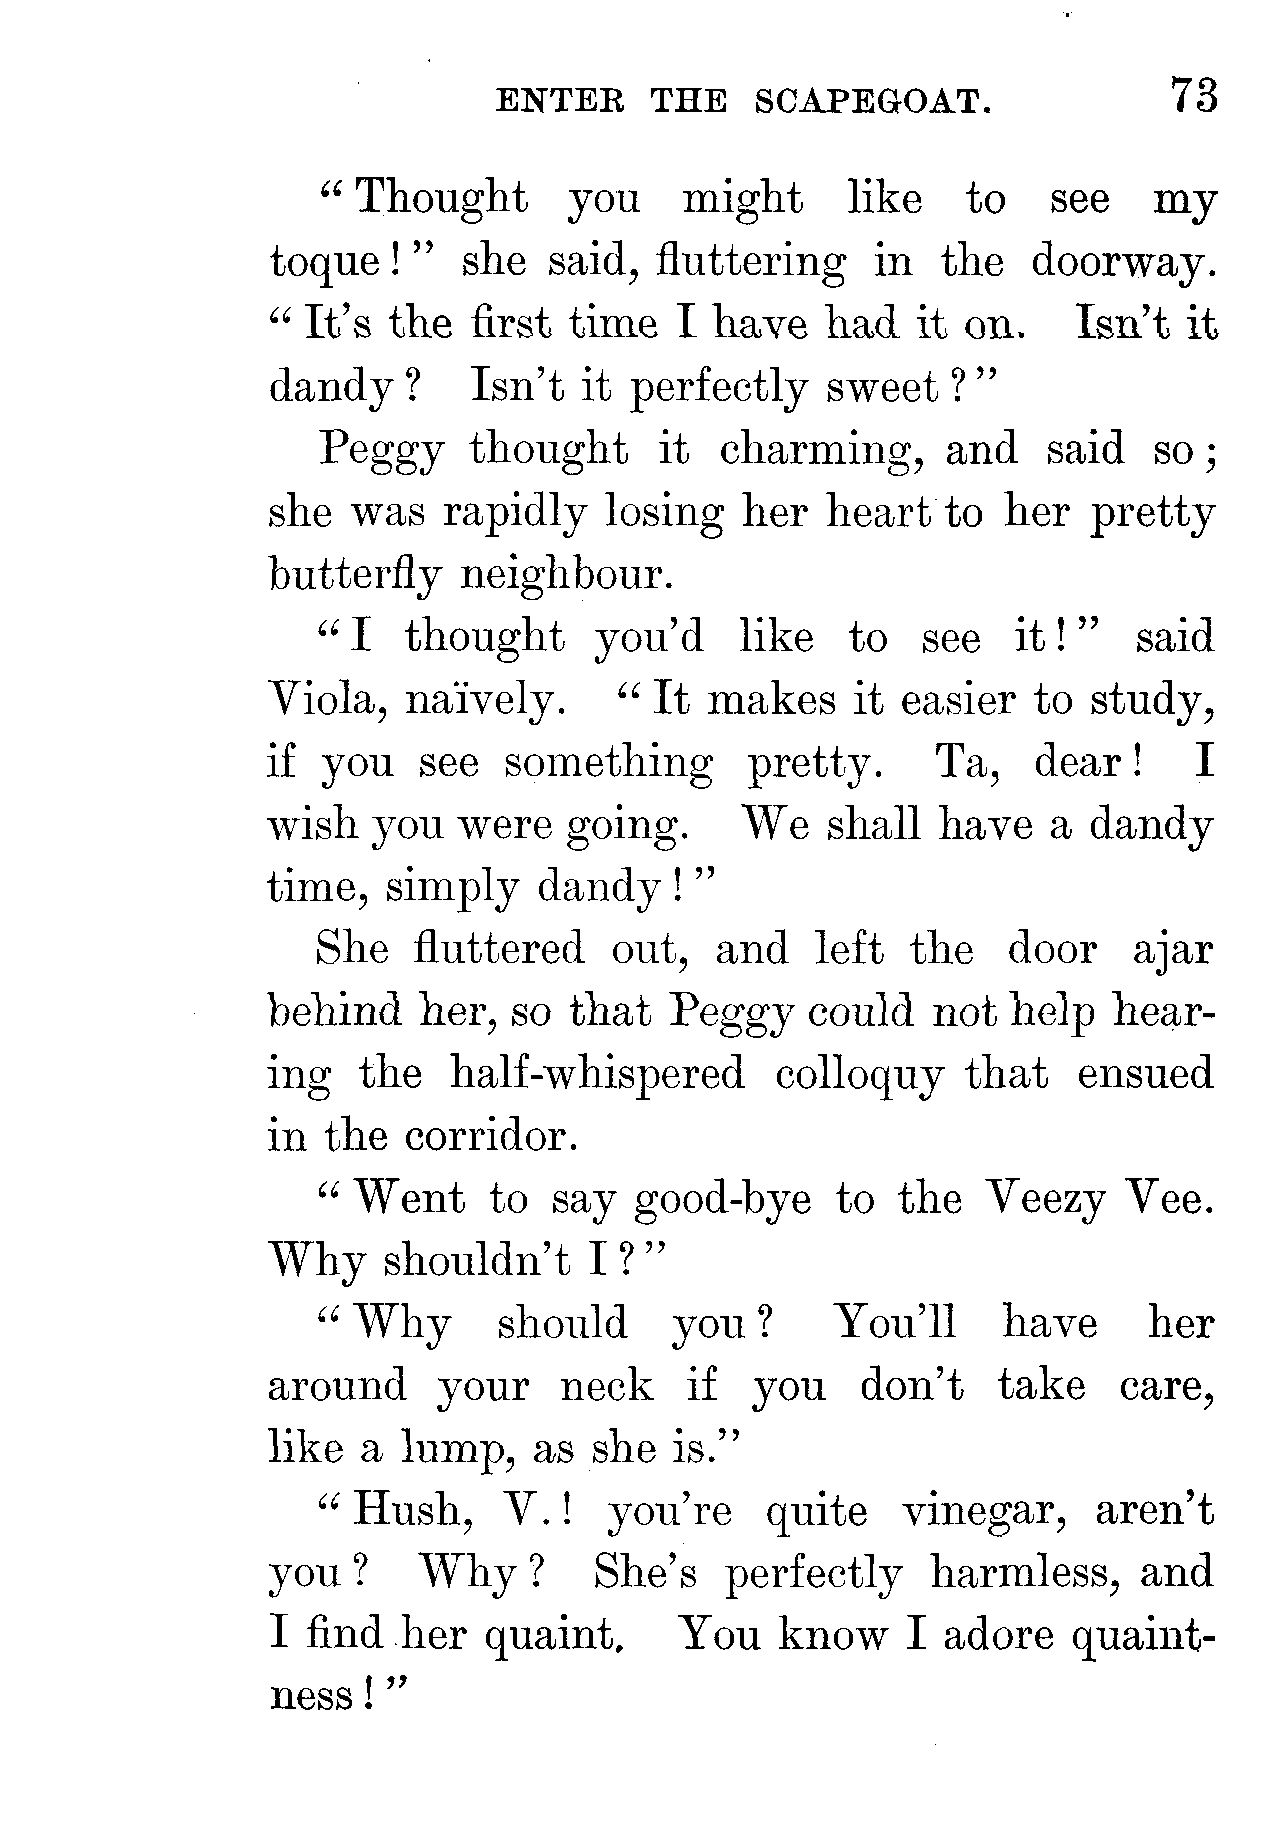 ENTER THE SCAPEGOAT. 73
“Thought you might like to see my
toque!” she said, fluttering in the doorway.
“It’s the first time I have had it on. Isn’t it
dandy? Isn’t it perfectly sweet?”
Peggy thought it charming, and said so;
she was rapidly losing her heart to her pretty
butterfly neighbour.
“I thought you’d like to see it!” said
Viola, naïvely. “It makes it easier to study,
if you see something pretty. Ta, dear! I
wish you were going. We shall have a dandy
time, simply dandy!”
She fluttered out, and left the door ajar
behind her, so that Peggy could not help hear-
ing the half-whispered colloquy that ensued
in the corridor.
“Went to say good-bye to the Veezy Vee.
Why shouldn’t I?”
“Why should you? You’ll have her
around your neck if you don’t take care,
like a lump, as she is.”
“Hush, V.! you’re quite vinegar, aren’t
you? Why? She’s perfectly harmless, and
I find her quaint. You know I adore quaint-
ness!”